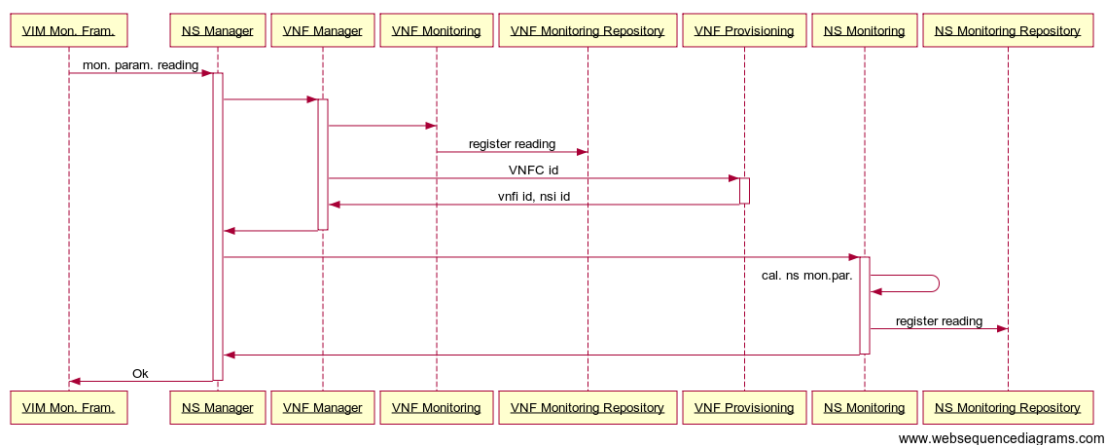 VIM Mon. Fram.
NS Manager
VNF Manager
VNF Monitoring
VNF Monitoring Repository
VNF Provisioning
NS Monitoring
NS Monitoring Repository
mon. param. reading
register reading
VNFC id
vnfi id, nsi id
cal. ns mon.par.
register reading
Ok
VIM Mon. Fram.
NS Manager
VNF Manager
VNF Monitoring
VNF Monitoring Repository
VNF Provisioning
NS Monitoring
NS Monitoring Repository
www.websequencediagrams.com